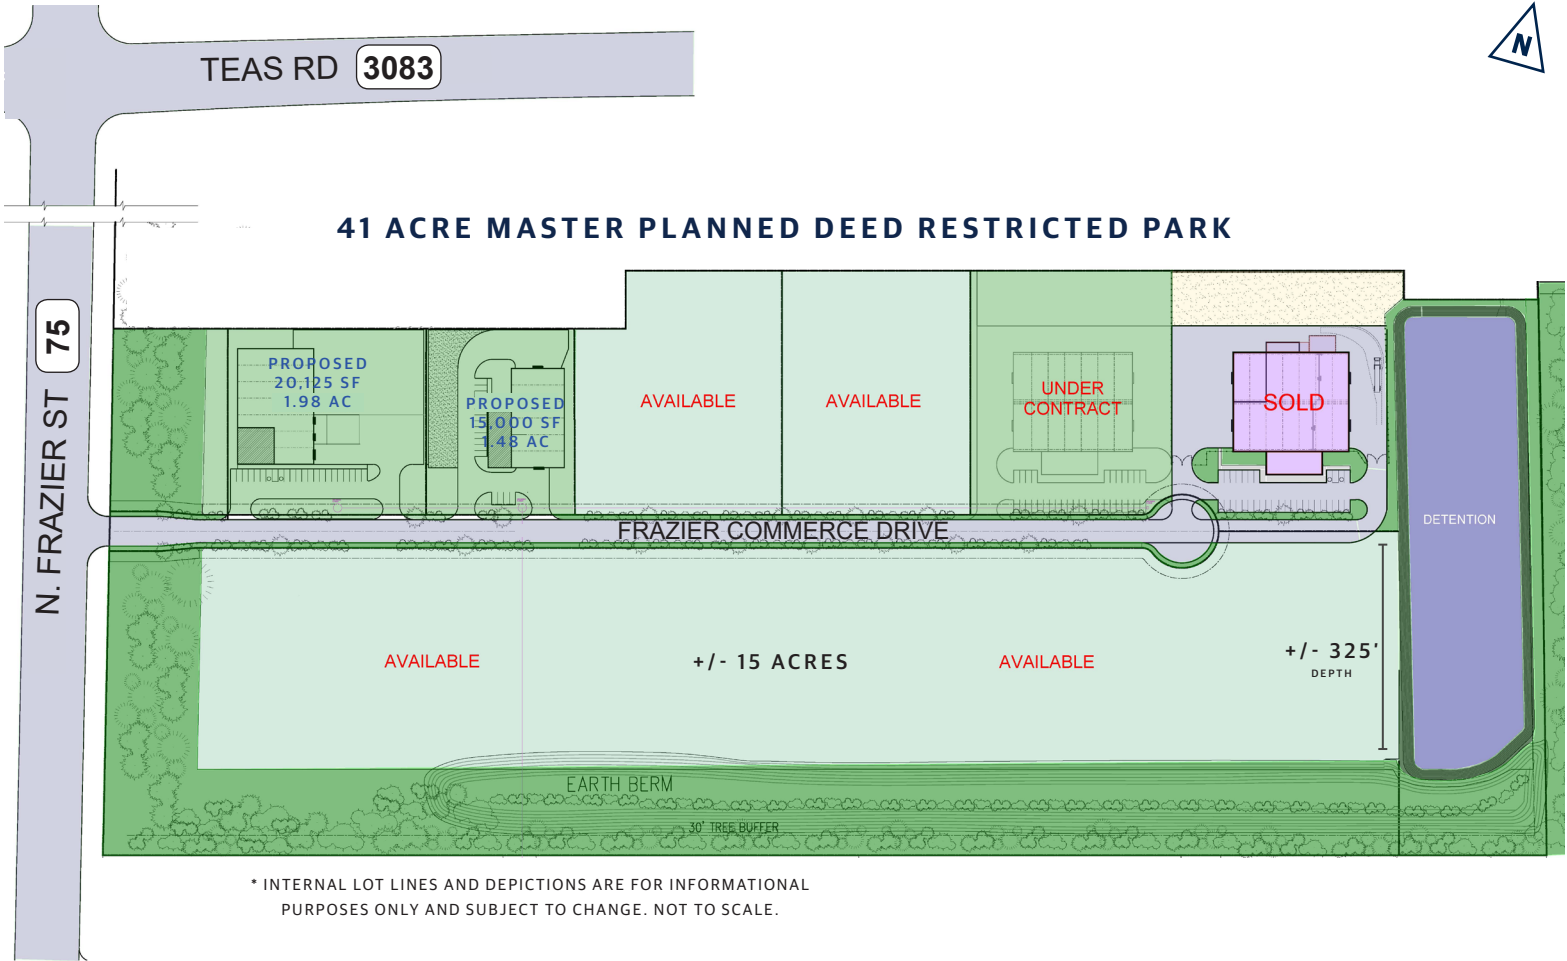 N
TEAS RD 3083
41 ACRE MASTER PLANNED DEED RESTRICTED PARK
N. FRAZIER ST 75
PROPOSED
20,125 SF
1.98 AC
PROPOSED
15,000 SF
1.48 AC
AVAILABLE
AVAILABLE
UNDER
CONTRACT
SOLD
DETENTION
FRAZIER COMMERCE DRIVE
AVAILABLE
+/- 15 ACRES
AVAILABLE
+/- 325'
DEPTH
EARTH BERM
30' TREE BUFFER
* INTERNAL LOT LINES AND DEPICTIONS ARE FOR INFORMATIONAL
PURPOSES ONLY AND SUBJECT TO CHANGE. NOT TO SCALE.